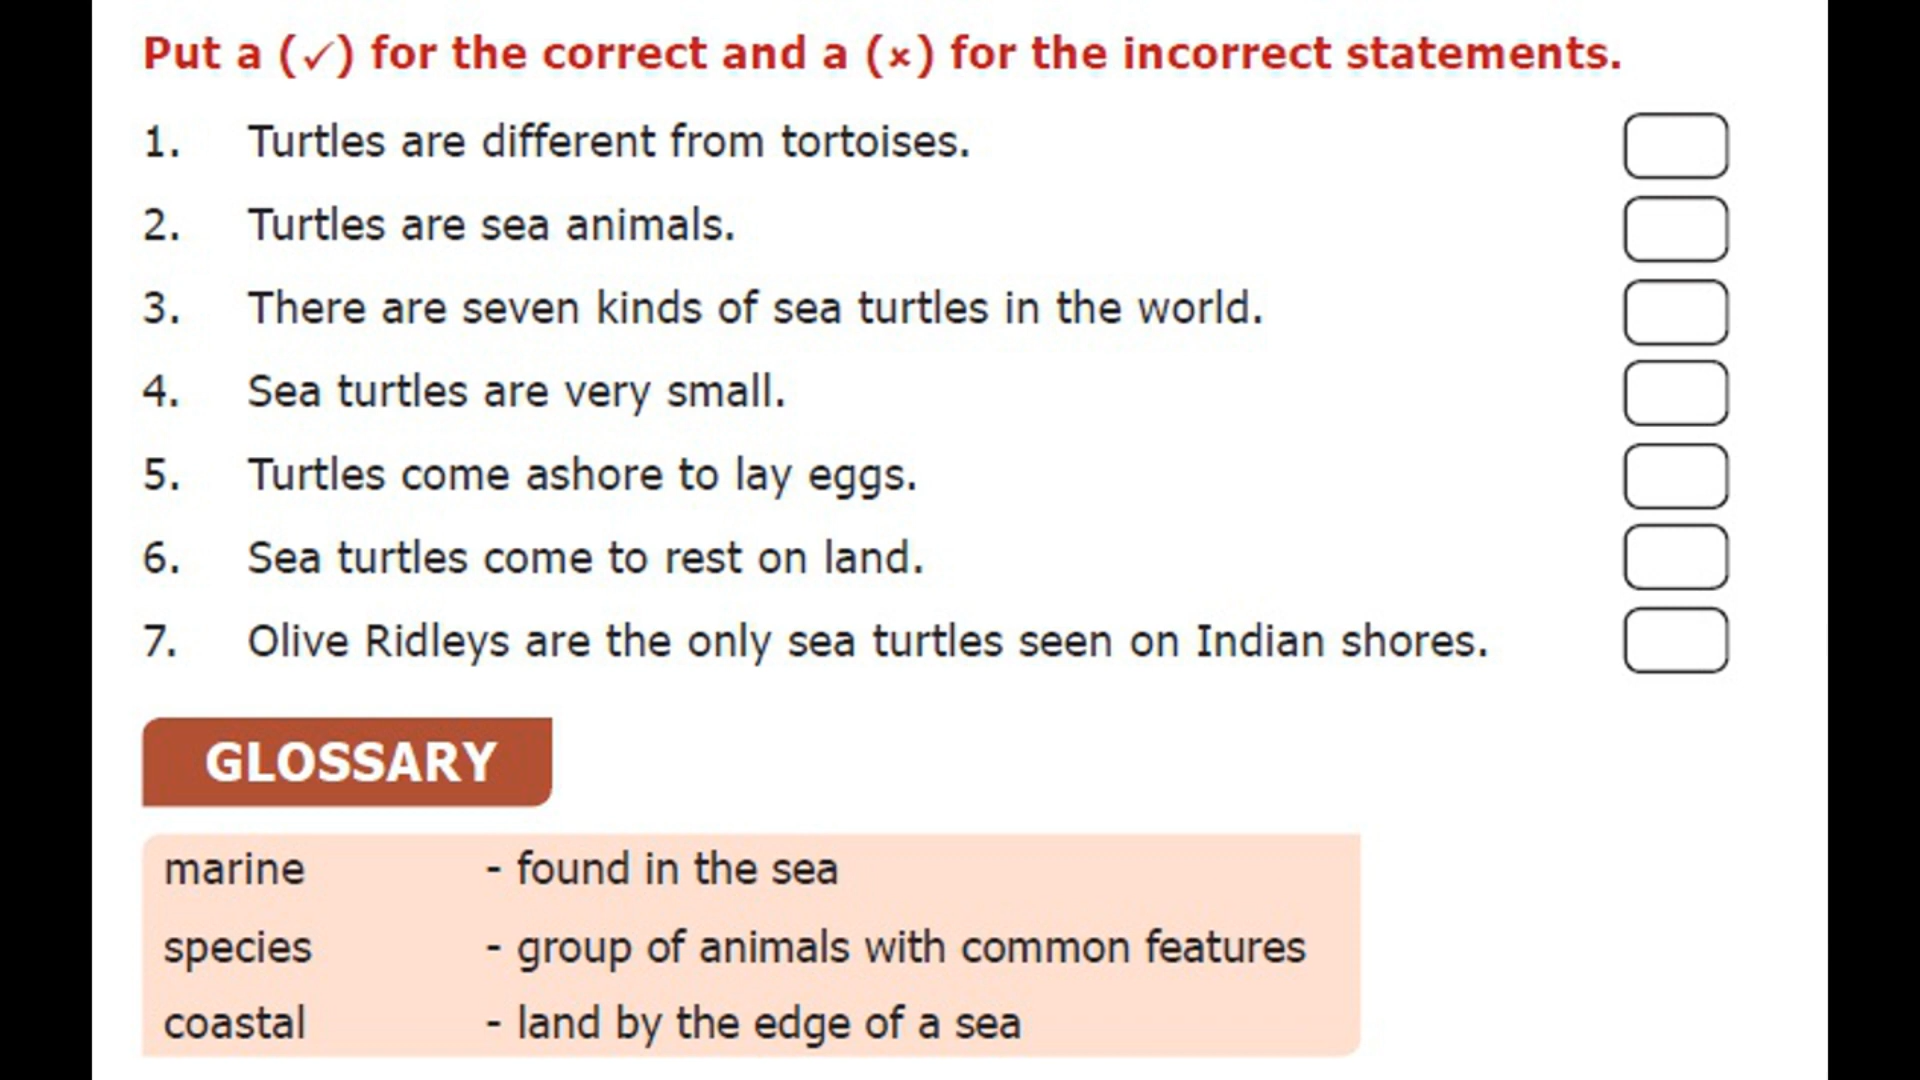 Put a (✓) for the correct and a (×) for the incorrect statements.
1. Turtles are different from tortoises.
2. Turtles are sea animals.
3. There are seven kinds of sea turtles in the world.
4. Sea turtles are very small.
5. Turtles come ashore to lay eggs.
6. Sea turtles come to rest on land.
7. Olive Ridleys are the only sea turtles seen on Indian shores.
GLOSSARY
marine - found in the sea
species - group of animals with common features
coastal - land by the edge of a sea